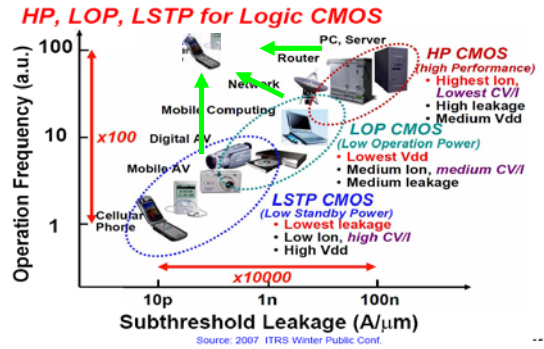 HP, LOP, LSTP for Logic CMOS
Operation Frequency (a.u.)
100
10
1
x100
PC, Server
Router
Network
Mobile Computing
Digital AV
Mobile AV
Cellular
Phone
HP CMOS
(high Performance)
• Highest Ion,
Lowest CV/I
• High leakage
• Medium Vdd
LOP CMOS
(Low Operation Power)
• Lowest Vdd
• Medium Ion, medium CV/I
• Medium leakage
LSTP CMOS
(Low Standby Power)
• Lowest leakage
• Low Ion, high CV/I
• High Vdd
x10000
10p
1n
100n
Subthreshold Leakage (A/μm)
Source: 2007 ITRS Winter Public Conf.